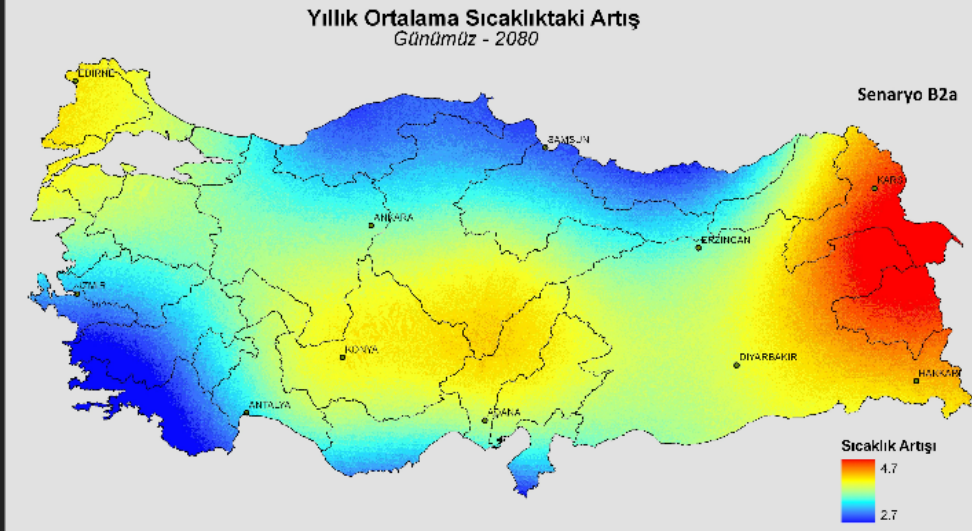 Yıllık Ortalama Sıcaklıktaki Artış
Günümüz - 2080
Senaryo B2a
EDİRNE
SAMSUN
KARS
ANKARA
ERZİNCAN
İZMİR
KONYA
DİYARBAKIR
HAKKARİ
ANTALYA
ADANA
Sıcaklık Artışı
4.7
2.7